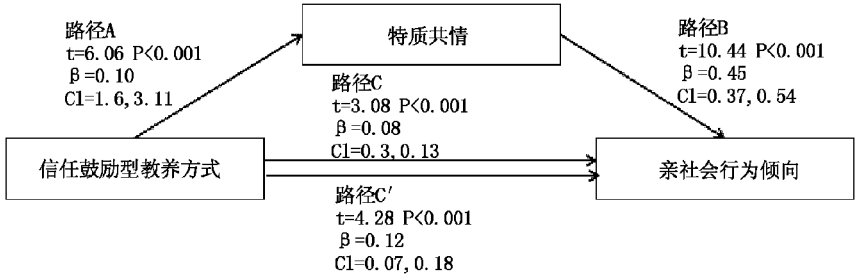 路径A
t=6.06 P<0.001
β=0.10
Cl=1.6,3.11
特质共情
路径B
t=10.44 P<0.001
β=0.45
Cl=0.37,0.54
路径C
t=3.08 P<0.001
β=0.08
Cl=0.3,0.13
信任鼓励型教养方式
亲社会行为倾向
路径C′
t=4.28 P<0.001
β=0.12
Cl=0.07,0.18